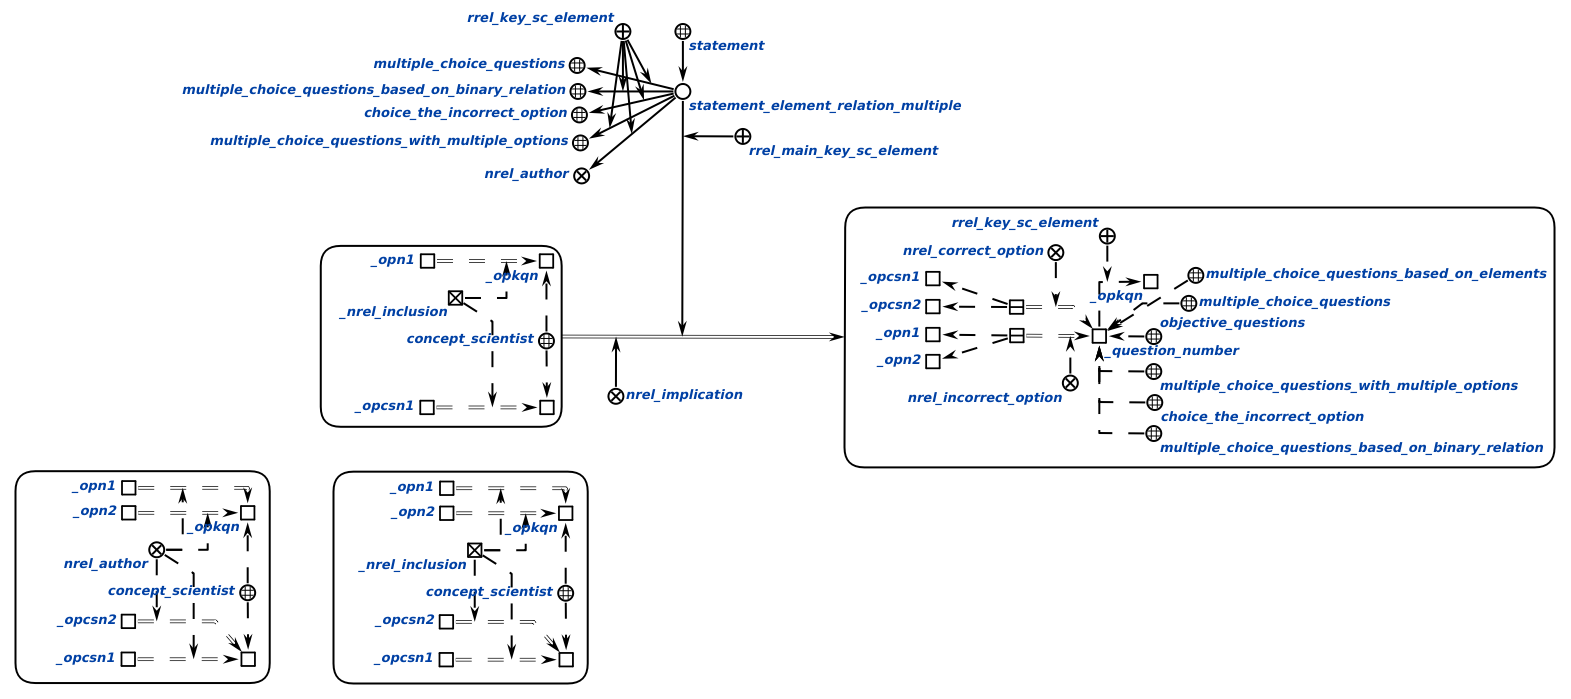 rrel_key_sc_element
statement
multiple_choice_questions
multiple_choice_questions_based_on_binary_relation
statement_element_relation_multiple
choice_the_incorrect_option
multiple_choice_questions_with_multiple_options
rrel_main_key_sc_element
nrel_author
_opn1
_opkqn
_nrel_inclusion
concept_scientist
_opcsn1
nrel_implication
rrel_key_sc_element
nrel_correct_option
_opcsn1
multiple_choice_questions_based_on_elements
_opkqn
_opcsn2
multiple_choice_questions
objective_questions
_opn1
_question_number
_opn2
multiple_choice_questions_with_multiple_options
nrel_incorrect_option
choice_the_incorrect_option
multiple_choice_questions_based_on_binary_relation
_opn1
_opn2
_opkqn
nrel_author
concept_scientist
_opcsn2
_opcsn1
_opn1
_opn2
_opkqn
_nrel_inclusion
concept_scientist
_opcsn2
_opcsn1